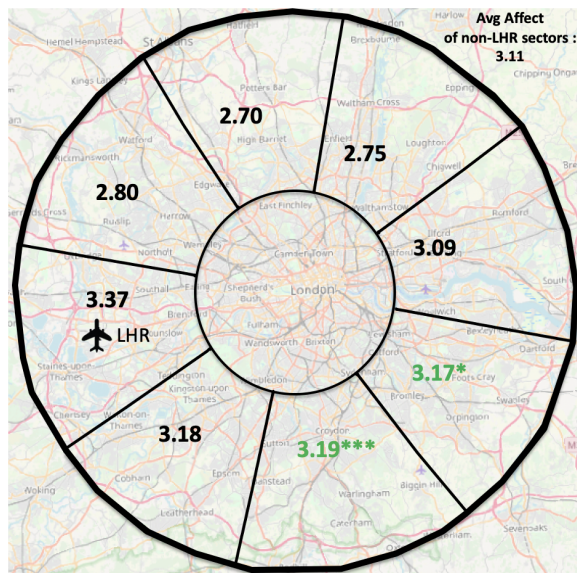 Avg Affect
of non-LHR sectors :
3.11
Hemel Hempstead
St Albans
Broxbourne
Chipping Ongar
Kings Langley
Potters Bar
Epping
2.70
Waltham Cross
Watford
High Barnet
Enfield
Loughton
2.75
Rickmansworth
Chigwell
Edgware
2.80
Walthamstow
Ruislip
Harrow
East Finchley
Romford
Ilford
3.09
Wembley
Northolt
Camden Town
Southall
Ealing
Shepherd's
Bush
London
3.37
Woolwich
LHR
Fulham
Bexleyheath
Wandsworth
Brixton
Dartford
Staines-upon
Thames
Teddington
Sydenham
3.17*
Foots Cray
Kingston-upon
Thames
Bromley
Swanley
Chertsey
Walton-on
Thames
3.18
Croydon
Orpington
3.19***
Sutton
Epsom
Cobham
Biggin Hill
Woking
Warlingham
Leatherhead
Caterham
Sevenoaks